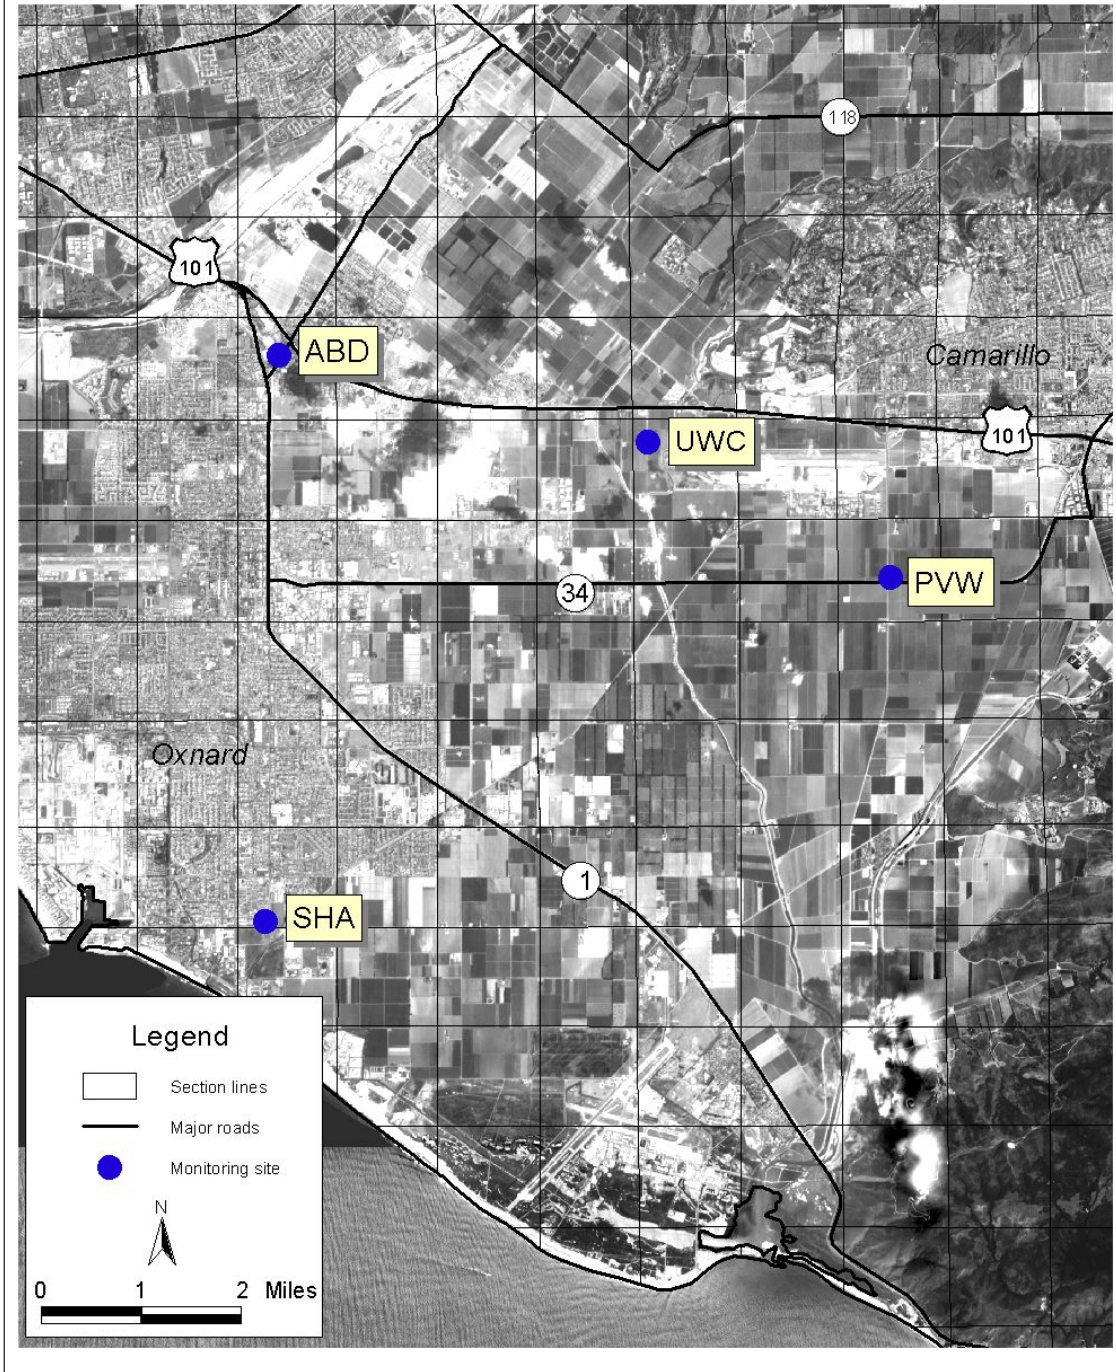 118
101
ABD
Camarillo
UWC
101
PVW
34
Oxnard
1
SHA
Legend
Section lines
Major roads
Monitoring site
N
0 1 2 Miles